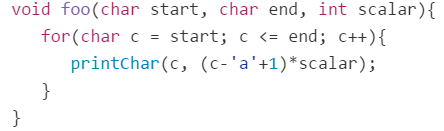 void foo(char start, char end, int scalar){
   for(char c = start; c <= end; c++){
      printChar(c, (c-'a'+1)*scalar);
   }
}